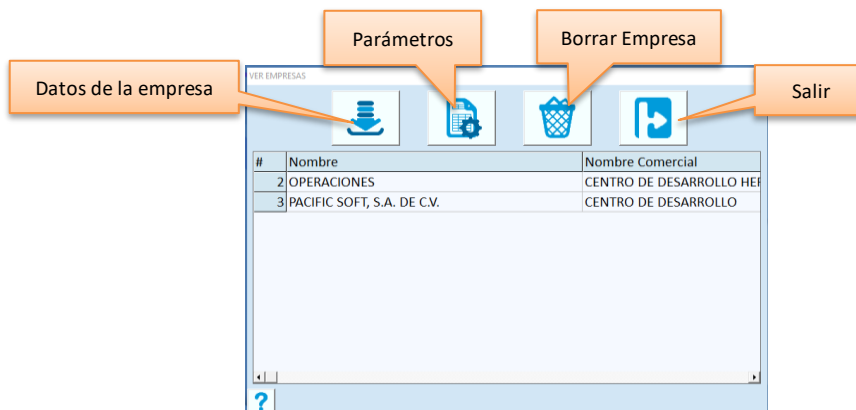 Parámetros
Borrar Empresa
Datos de la empresa
Salir
VER EMPRESAS
# Nombre Nombre Comercial
2 OPERACIONES CENTRO DE DESARROLLO HER
3 PACIFIC SOFT, S.A. DE C.V. CENTRO DE DESARROLLO
?